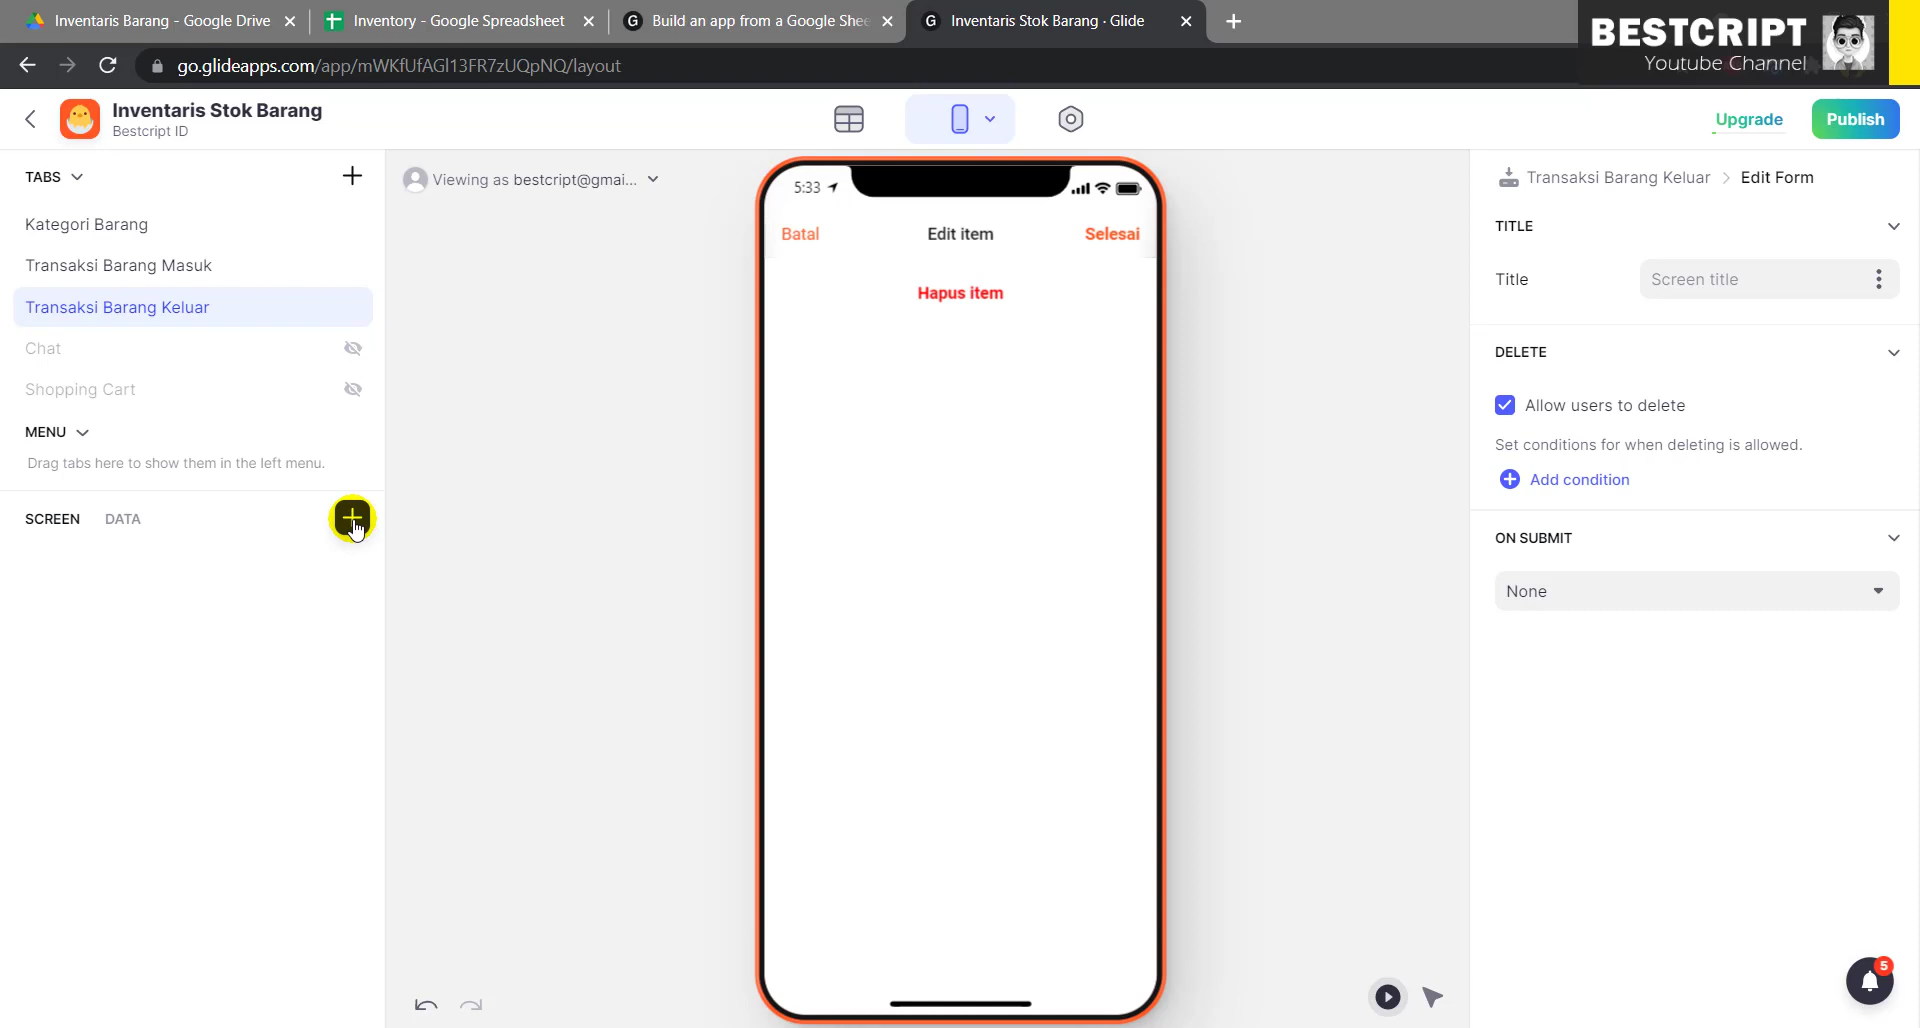 Inventaris Barang - Google Drive
Inventory - Google Spreadsheet
G Build an app from a Google Shee
G Inventaris Stok Barang · Glide
BESTCRIPT
Youtube Channel
go.glideapps.com/app/mWKfUfAGl13FR7zUQpNQ/layout
Inventaris Stok Barang
Bestcript ID
Upgrade
Publish
TABS
Kategori Barang
Transaksi Barang Masuk
Transaksi Barang Keluar
Chat
Shopping Cart
MENU
Drag tabs here to show them in the left menu.
SCREEN DATA
Viewing as bestcript@gmai...
5:33
Batal
Edit item
Selesai
Hapus item
Transaksi Barang Keluar > Edit Form
TITLE
Title
Screen title
DELETE
Allow users to delete
Set conditions for when deleting is allowed.
Add condition
ON SUBMIT
None
5